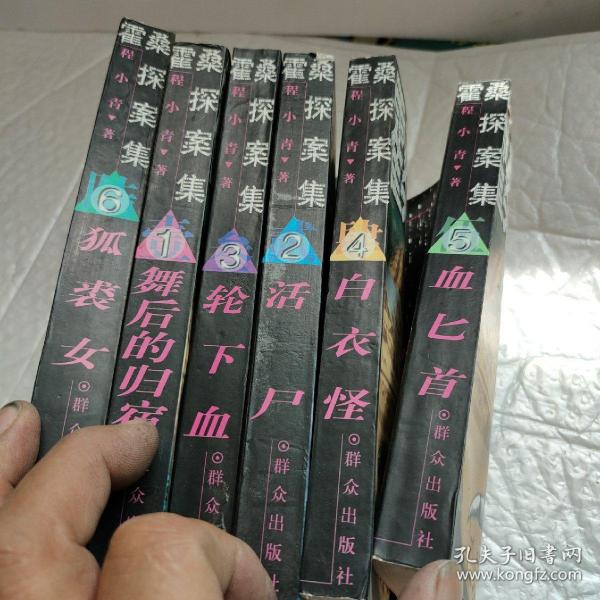 霍桑探案集
程小青▼著
6
狐裘女
群众
霍桑探案集
程小青▼著
1
舞后的归宿
众
霍桑探案集
程小青▼著
3
轮下血
群众
霍桑探案集
程小青▼著
2
活尸
群众出版社
霍桑探案集
程小青▼著
4
白衣怪
群众出版社
霍桑探案集
程小青▼著
5
血匕首
群众出版社
孔夫子旧书网
www.kongfz.com